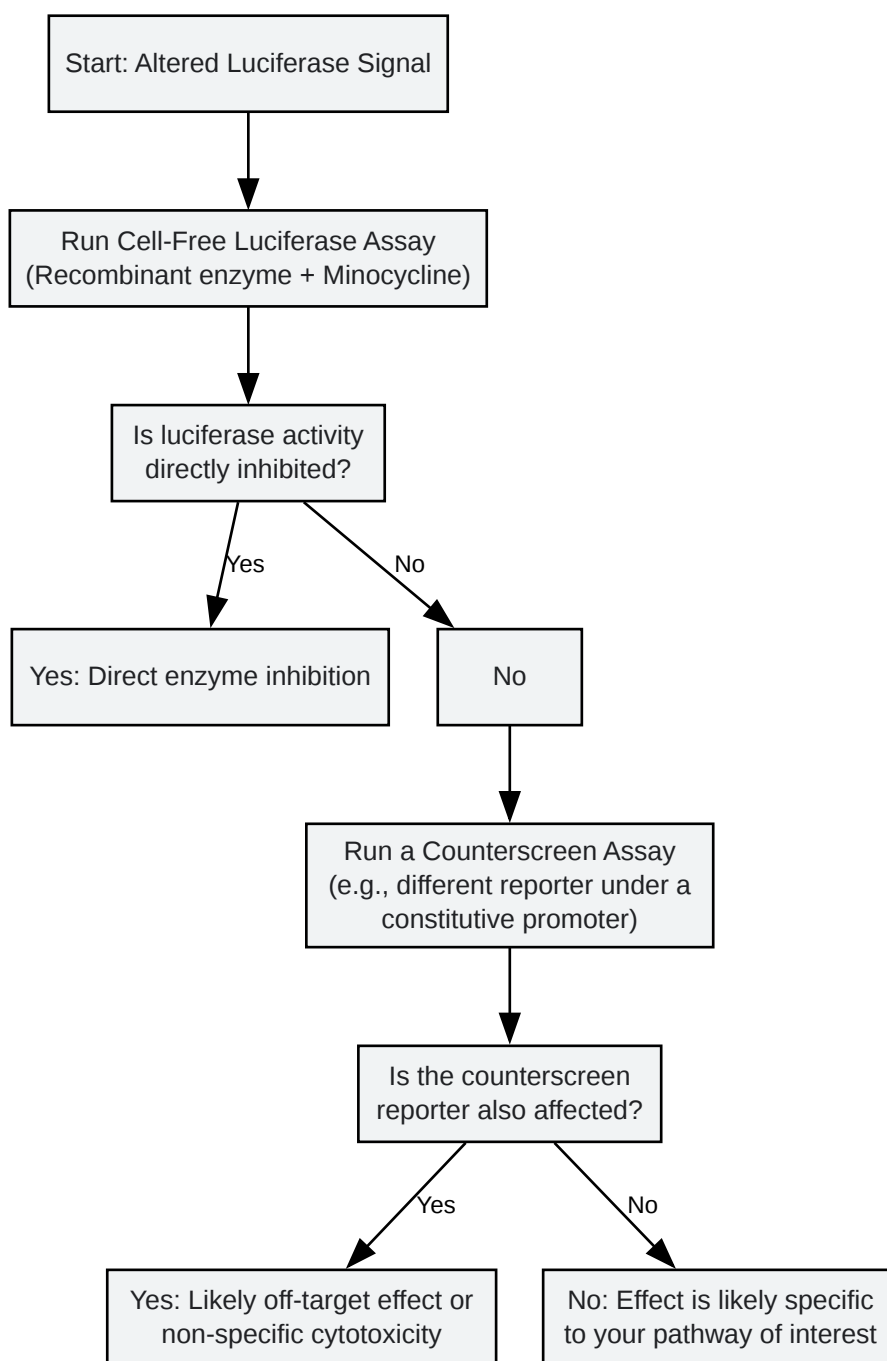 Start: Altered Luciferase Signal
Run Cell-Free Luciferase Assay
(Recombinant enzyme + Minocycline)
Is luciferase activity
directly inhibited?
Yes
No
Yes: Direct enzyme inhibition
No
Run a Counterscreen Assay
(e.g., different reporter under a
constitutive promoter)
Is the counterscreen
reporter also affected?
Yes
No
Yes: Likely off-target effect or
non-specific cytotoxicity
No: Effect is likely specific
to your pathway of interest